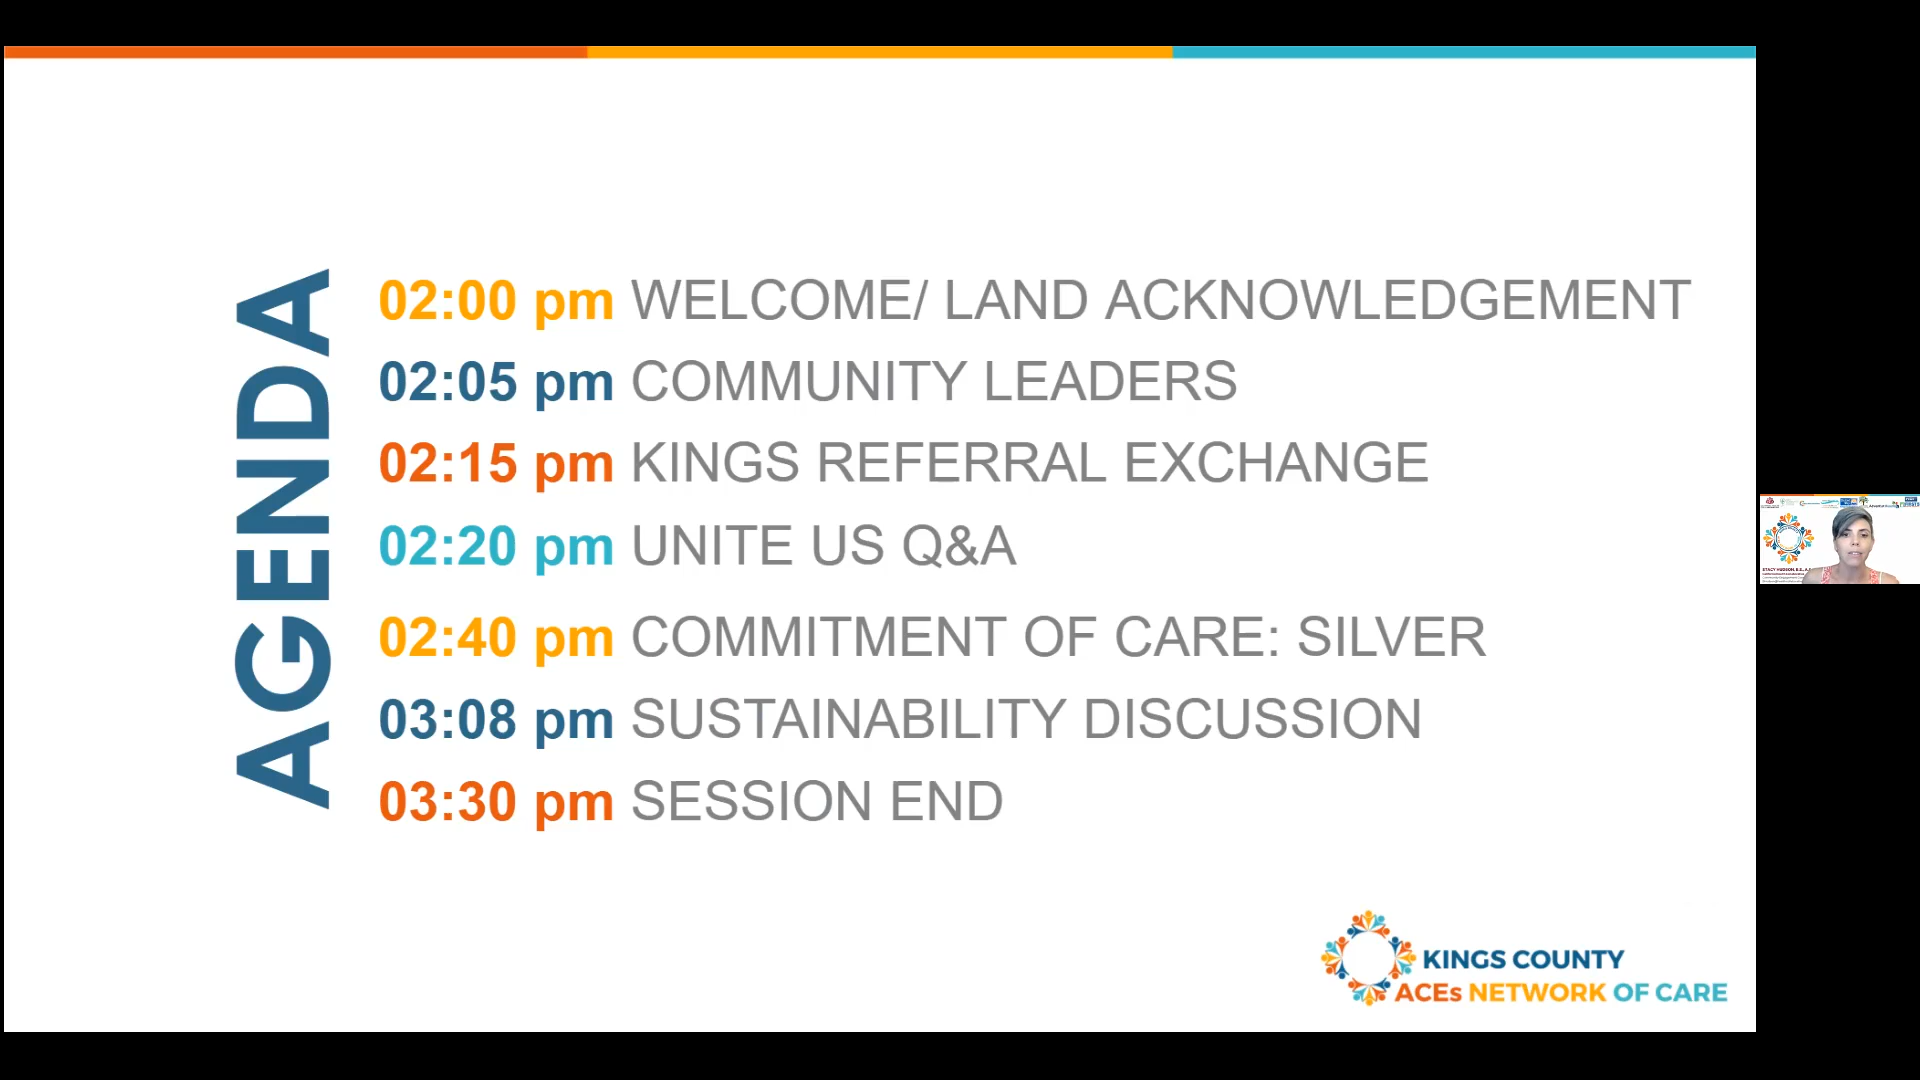 AGENDA
02:00 pm WELCOME/ LAND ACKNOWLEDGEMENT
02:05 pm COMMUNITY LEADERS
02:15 pm KINGS REFERRAL EXCHANGE
02:20 pm UNITE US Q&A
02:40 pm COMMITMENT OF CARE: SILVER
03:08 pm SUSTAINABILITY DISCUSSION
03:30 pm SESSION END
KINGS COUNTY
ACEs NETWORK OF CARE
STACY HUDSON, B.S.,